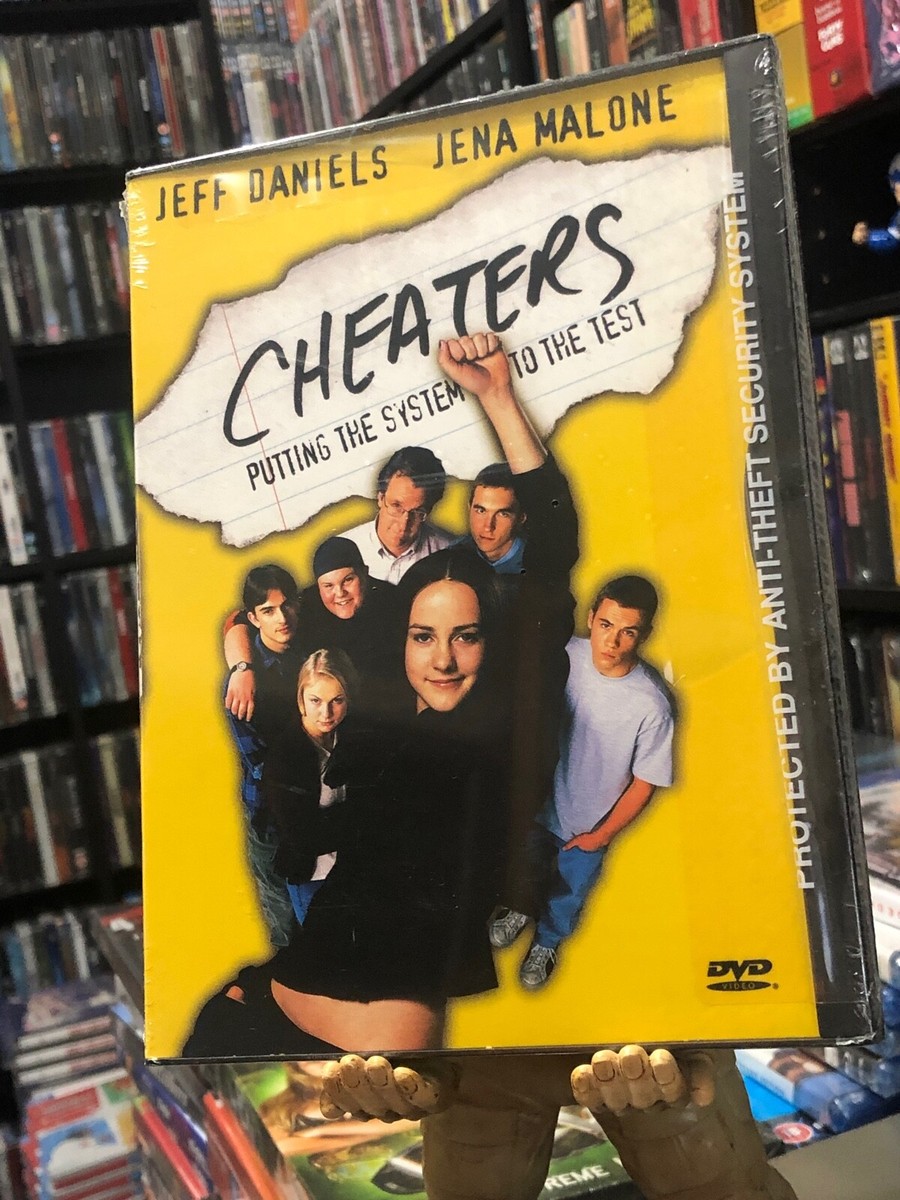 JEFF DANIELS JENA MALONE
CHEATERS
PUTTING THE SYSTEM TO THE TEST
PROTECTED BY ANTI-THEFT SECURITY SYSTEM
DVD
VIDEO